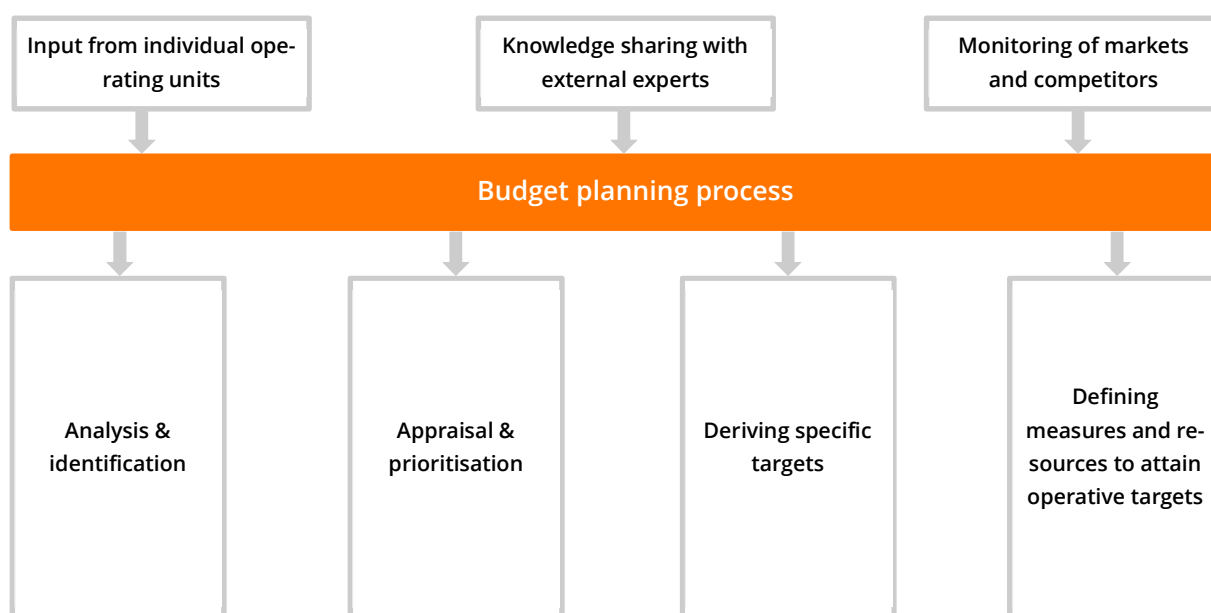 Input from individual ope-
rating units
Knowledge sharing with
external experts
Monitoring of markets
and competitors
Budget planning process
Analysis &
identification
Appraisal &
prioritisation
Deriving specific
targets
Defining
measures and re-
sources to attain
operative targets